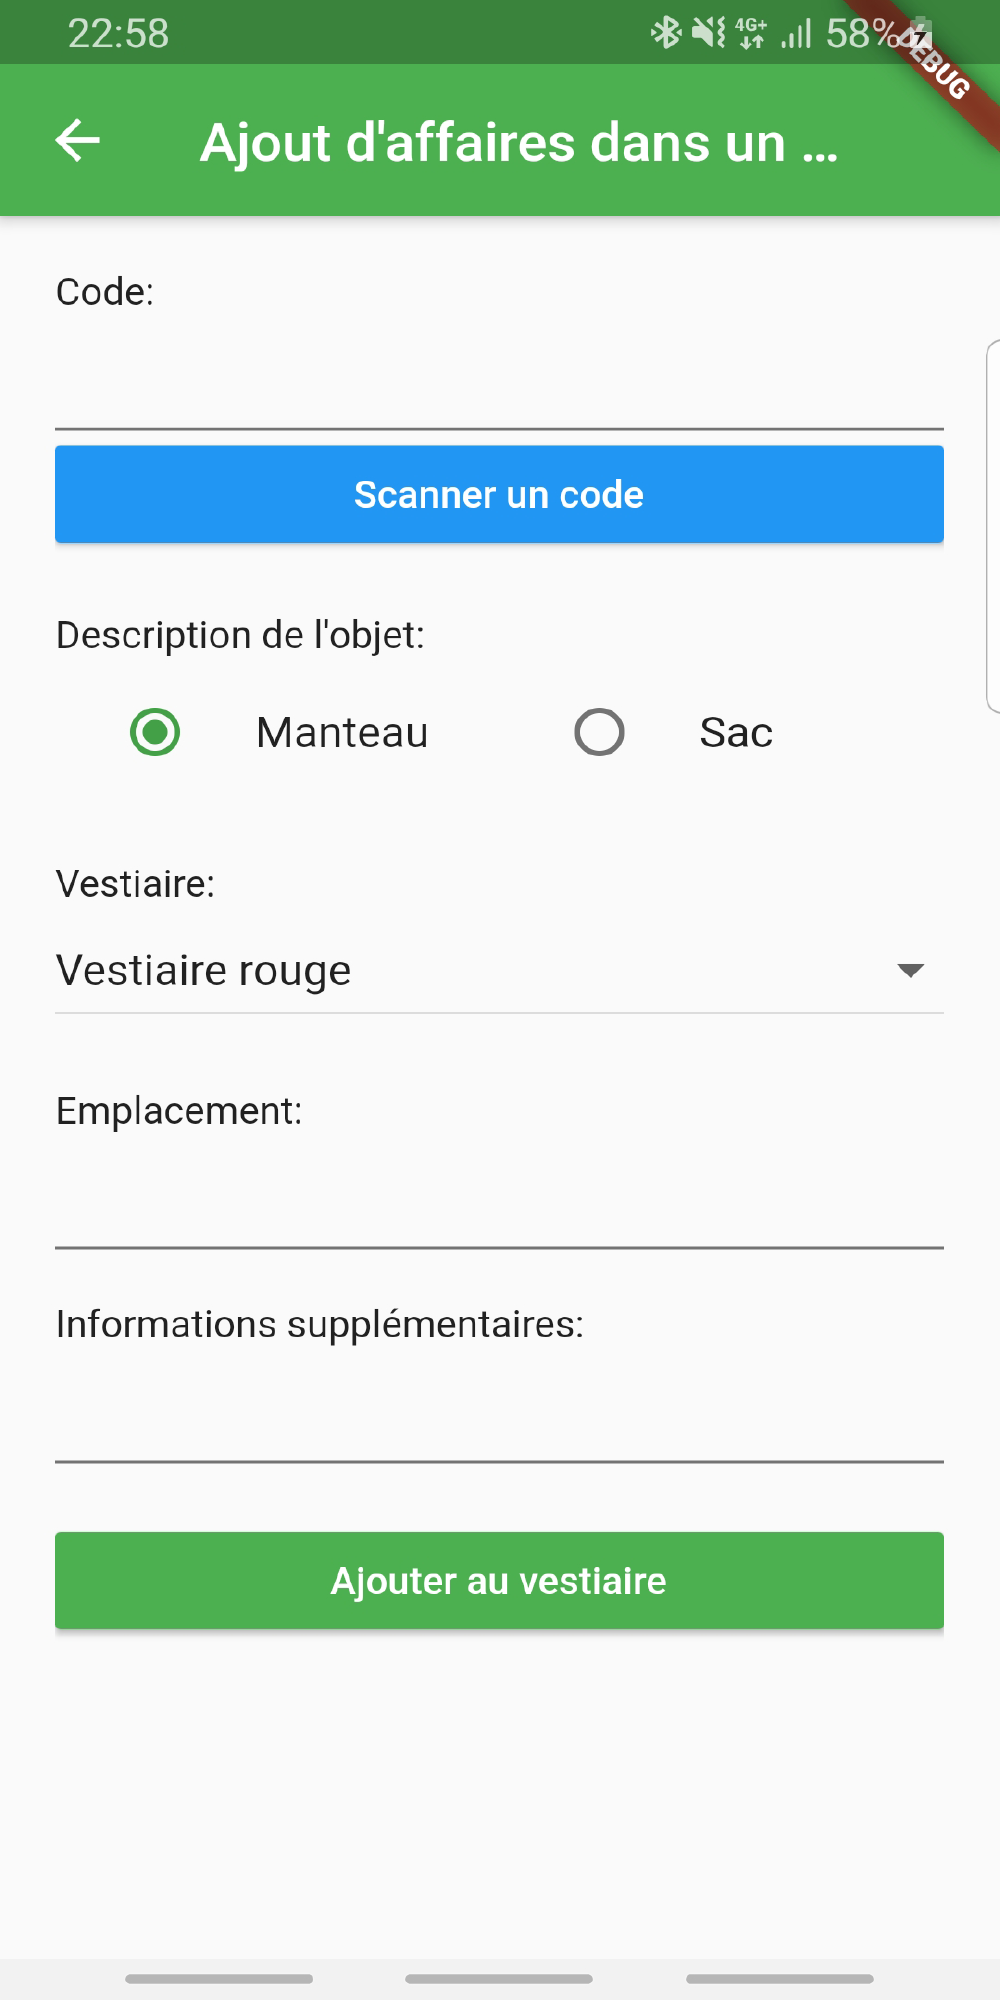 22:58
4G+
58%
DEBUG
Ajout d'affaires dans un ...
Code:
Scanner un code
Description de l'objet:
Manteau
Sac
Vestiaire:
Vestiaire rouge
Emplacement:
Informations supplémentaires:
Ajouter au vestiaire